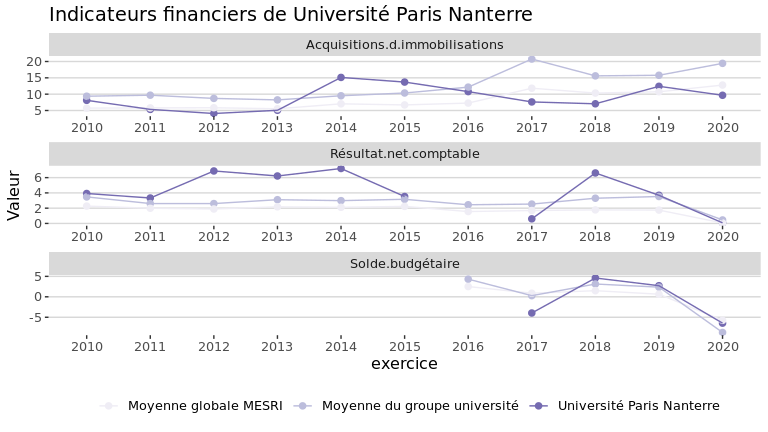 Indicateurs financiers de Université Paris Nanterre
Acquisitions.d.immobilisations
20
15
10
5
2010 2011 2012 2013 2014 2015 2016 2017 2018 2019 2020
Résultat.net.comptable
6
4
2
0
2010 2011 2012 2013 2014 2015 2016 2017 2018 2019 2020
Valeur
Solde.budgétaire
5
0
-5
2010 2011 2012 2013 2014 2015 2016 2017 2018 2019 2020
exercice
Moyenne globale MESRI Moyenne du groupe université Université Paris Nanterre